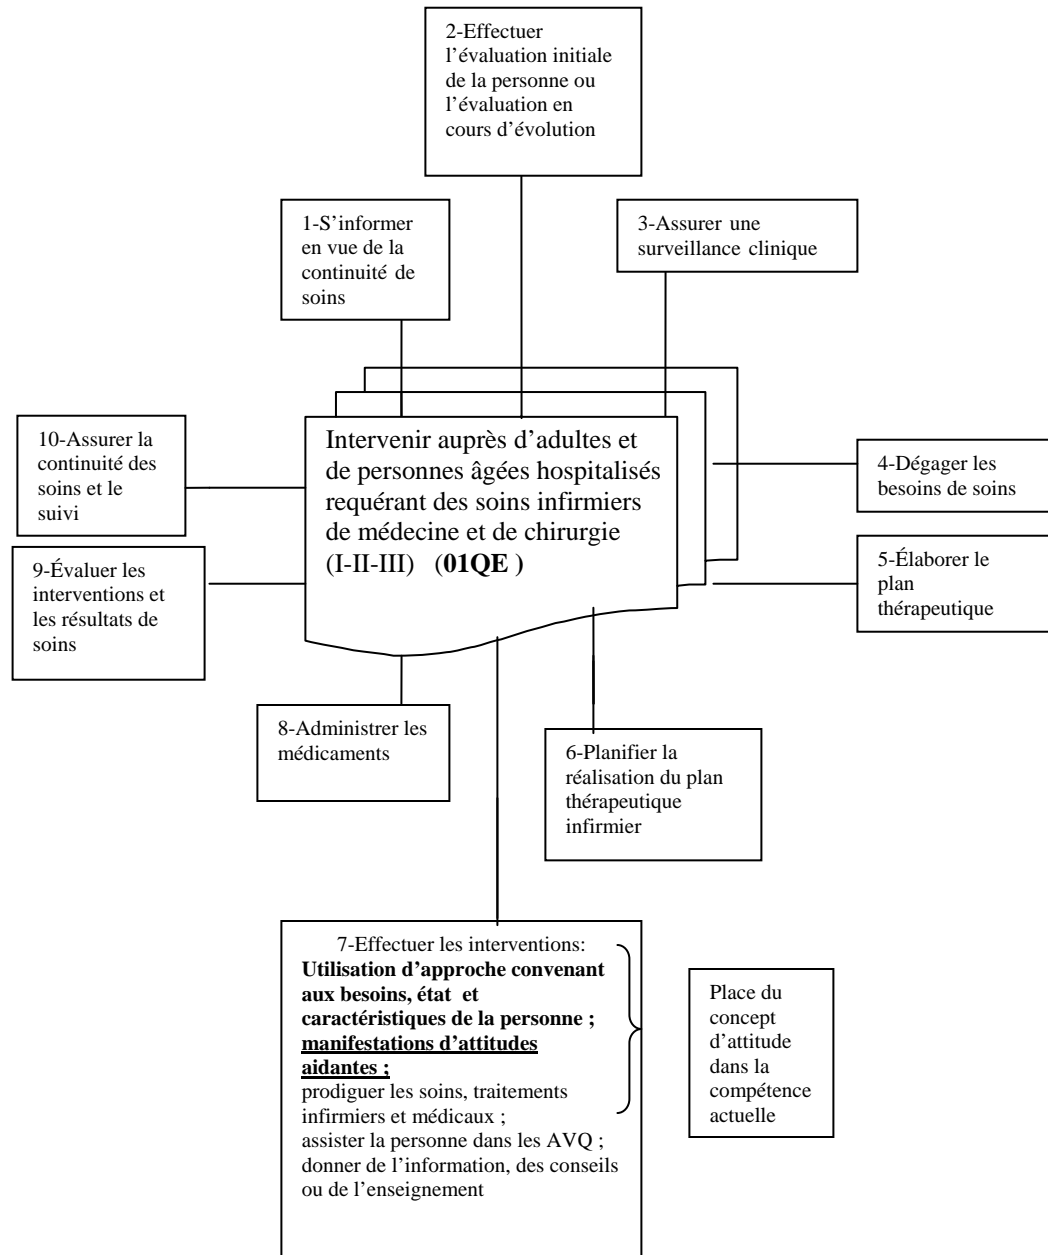 2-Effectuer
l’évaluation initiale
de la personne ou
l’évaluation en
cours d’évolution
1-S’informer
en vue de la
continuité de
soins
3-Assurer une
surveillance clinique
Intervenir auprès d’adultes et
de personnes âgées hospitalisés
requérant des soins infirmiers
de médecine et de chirurgie
(I-II-III) (01QE )
10-Assurer la
continuité des
soins et le
suivi
4-Dégager les
besoins de soins
9-Évaluer les
interventions et
les résultats de
soins
5-Élaborer le
plan
thérapeutique
8-Administrer les
médicaments
6-Planifier la
réalisation du plan
thérapeutique
infirmier
7-Effectuer les interventions:
Utilisation d’approche convenant
aux besoins, état et
caractéristiques de la personne ;
manifestations d’attitudes
aidantes ;
prodiguer les soins, traitements
infirmiers et médicaux ;
assister la personne dans les AVQ ;
donner de l’information, des conseils
ou de l’enseignement
Place du
concept
d’attitude
dans la
compétence
actuelle